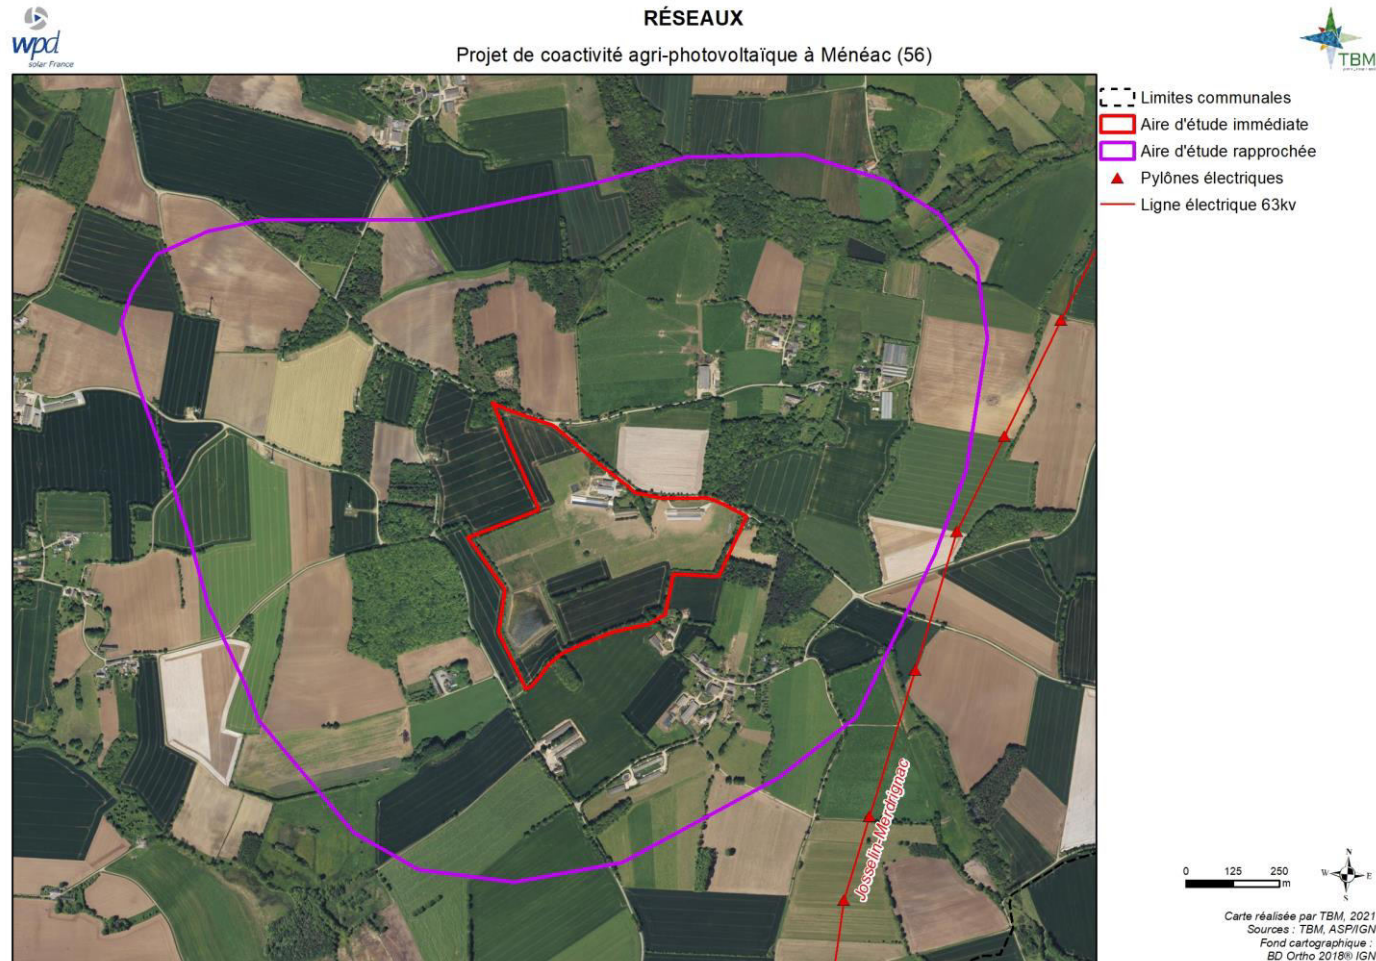 RÉSEAUX
Projet de coactivité agri-photovoltaïque à Ménéac (56)
wpd
solar France
TBM
Limites communales
Aire d'étude immédiate
Aire d'étude rapprochée
Pylônes électriques
Ligne électrique 63kv
Josselin-Merdrignac
0 125 250
m
N
W E
S
Carte réalisée par TBM, 2021
Sources : TBM, ASP/IGN
Fond cartographique :
BD Ortho 2018® IGN